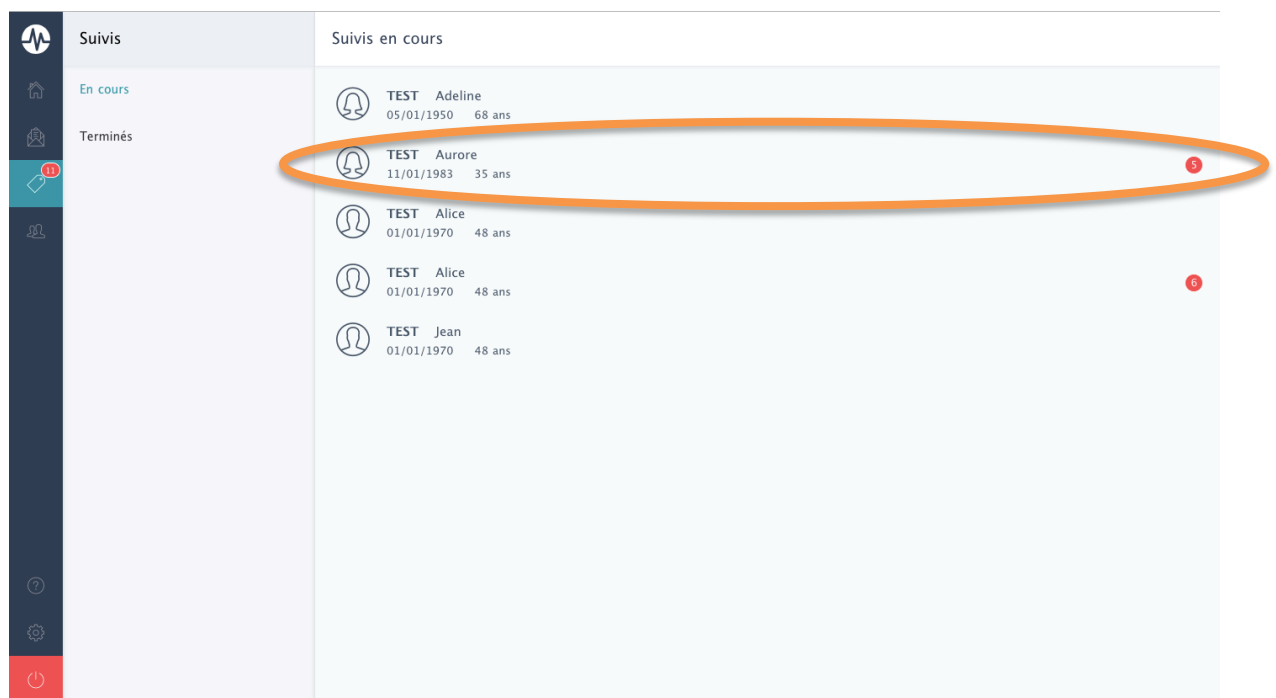 Suivis
En cours
Terminés
11
Suivis en cours
TEST Adeline
05/01/1950 68 ans
TEST Aurore
11/01/1983 35 ans
5
TEST Alice
01/01/1970 48 ans
TEST Alice
01/01/1970 48 ans
6
TEST Jean
01/01/1970 48 ans
?